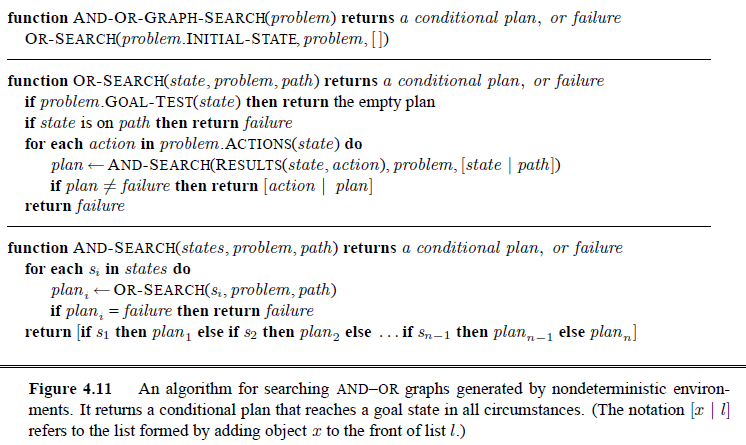 function AND-OR-GRAPH-SEARCH(problem) returns a conditional plan, or failure
OR-SEARCH(problem.INITIAL-STATE, problem, [ ])
function OR-SEARCH(state, problem, path) returns a conditional plan, or failure
if problem.GOAL-TEST(state) then return the empty plan
if state is on path then return failure
for each action in problem.ACTIONS(state) do
plan ← AND-SEARCH(RESULTS(state, action), problem, [state | path])
if plan ≠ failure then return [action | plan]
return failure
function AND-SEARCH(states, problem, path) returns a conditional plan, or failure
for each sᵢ in states do
planᵢ ← OR-SEARCH(sᵢ, problem, path)
if planᵢ = failure then return failure
return [if s₁ then plan₁ else if s₂ then plan₂ else ... if sₙ₋₁ then planₙ₋₁ else planₙ]
Figure 4.11 An algorithm for searching AND–OR graphs generated by nondeterministic environ-
ments. It returns a conditional plan that reaches a goal state in all circumstances. (The notation [x | l]
refers to the list formed by adding object x to the front of list l.)